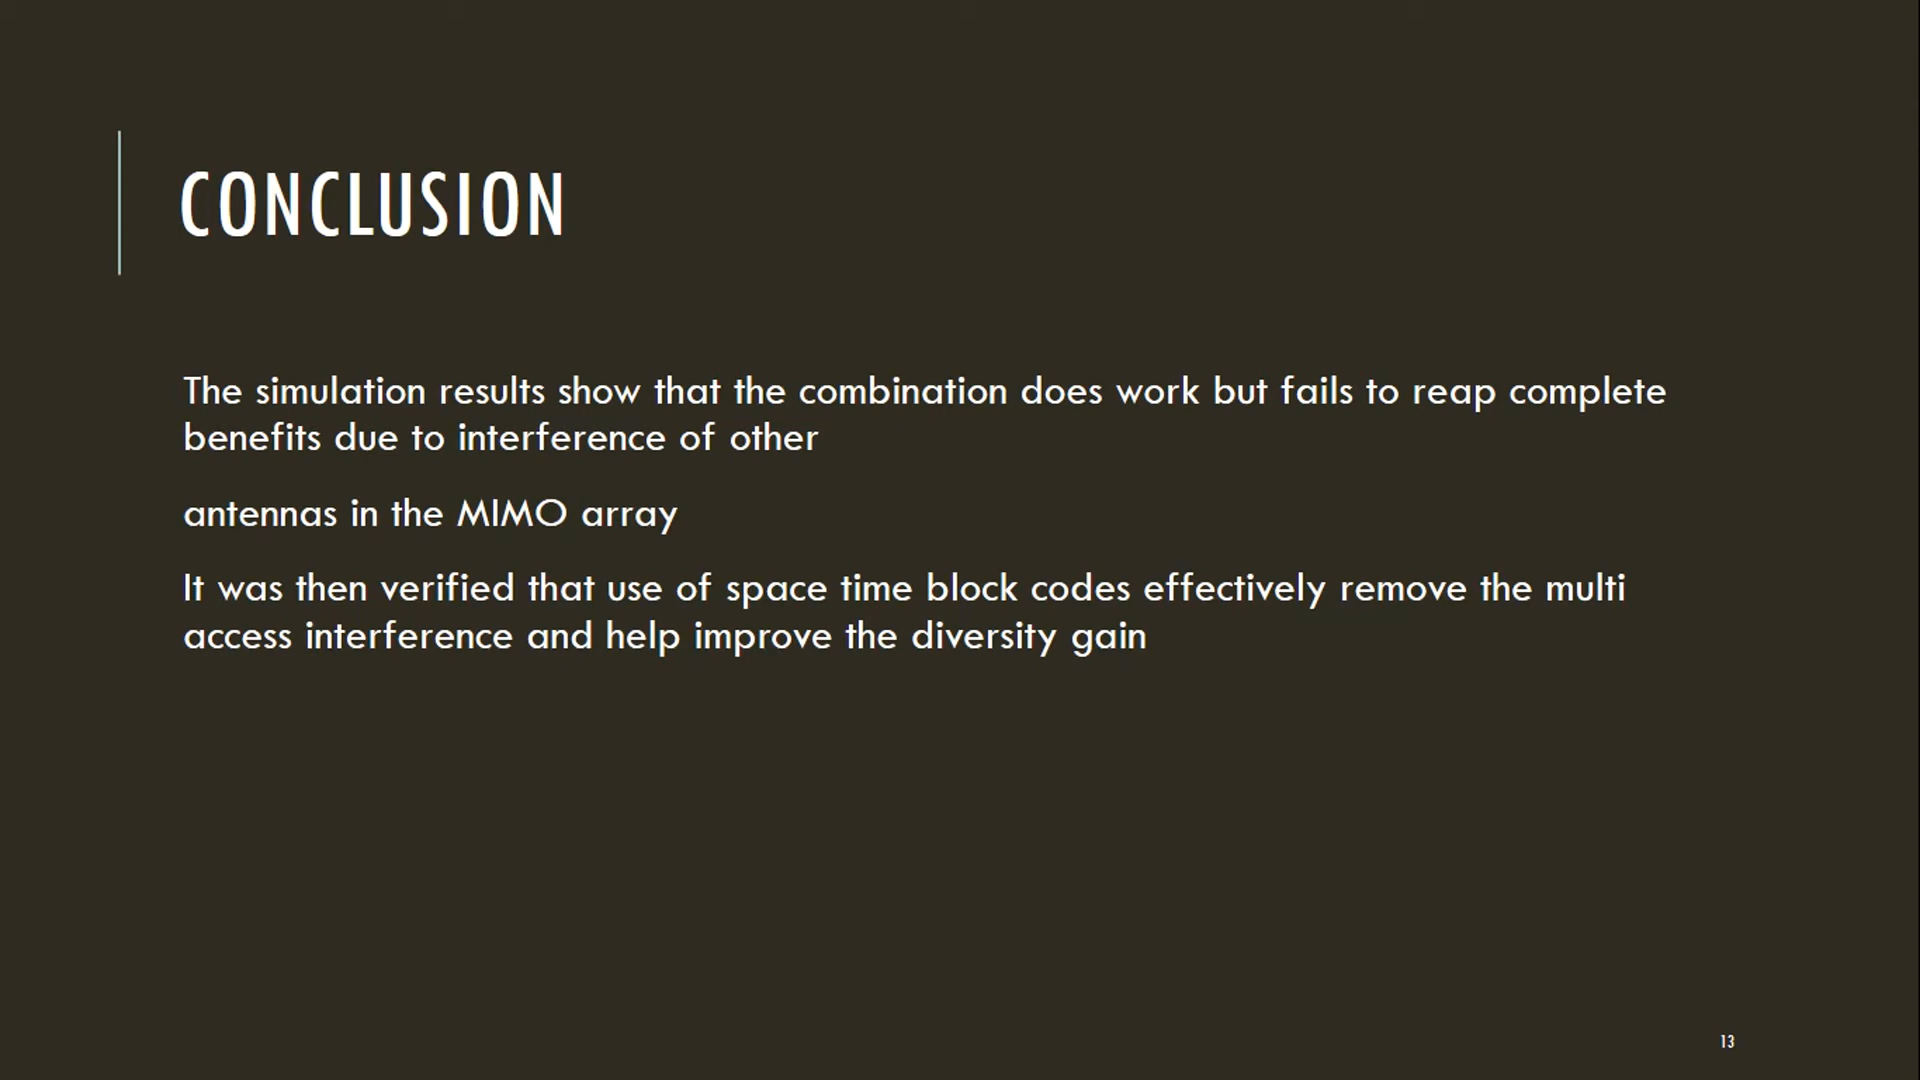 CONCLUSION
The simulation results show that the combination does work but fails to reap complete
benefits due to interference of other
antennas in the MIMO array
It was then verified that use of space time block codes effectively remove the multi
access interference and help improve the diversity gain
13